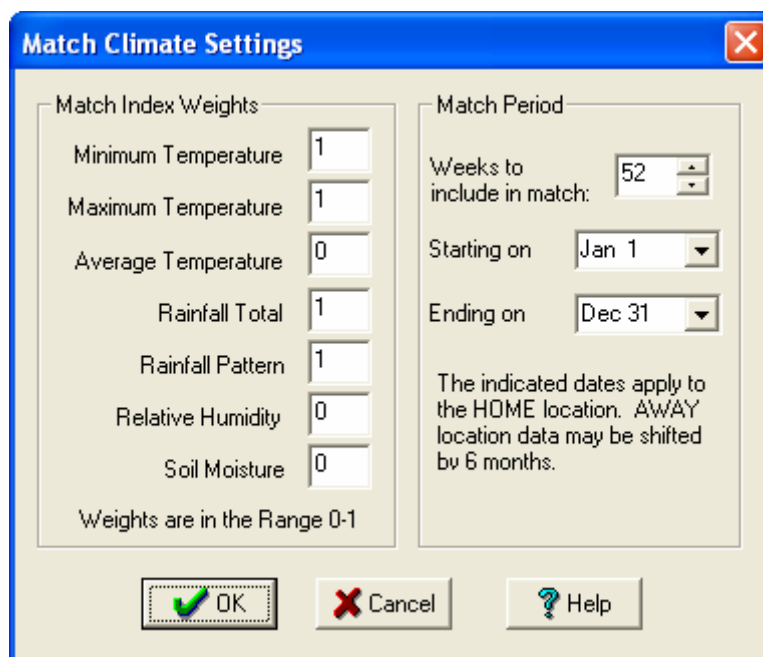 Match Climate Settings
Match Index Weights
Minimum Temperature 1
Maximum Temperature 1
Average Temperature 0
Rainfall Total 1
Rainfall Pattern 1
Relative Humidity 0
Soil Moisture 0
Weights are in the Range 0-1
Match Period
Weeks to
include in match: 52
Starting on Jan 1
Ending on Dec 31
The indicated dates apply to
the HOME location. AWAY
location data may be shifted
by 6 months.
OK
Cancel
? Help